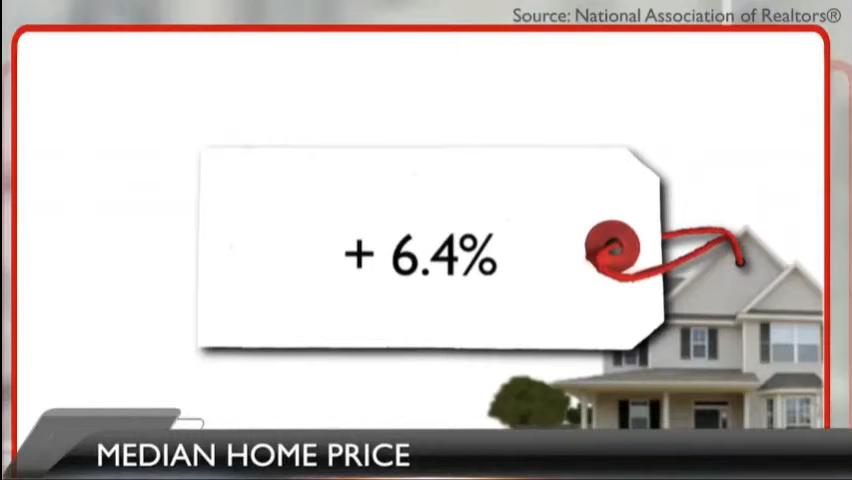 Source: National Association of Realtors®
+ 6.4%
MEDIAN HOME PRICE